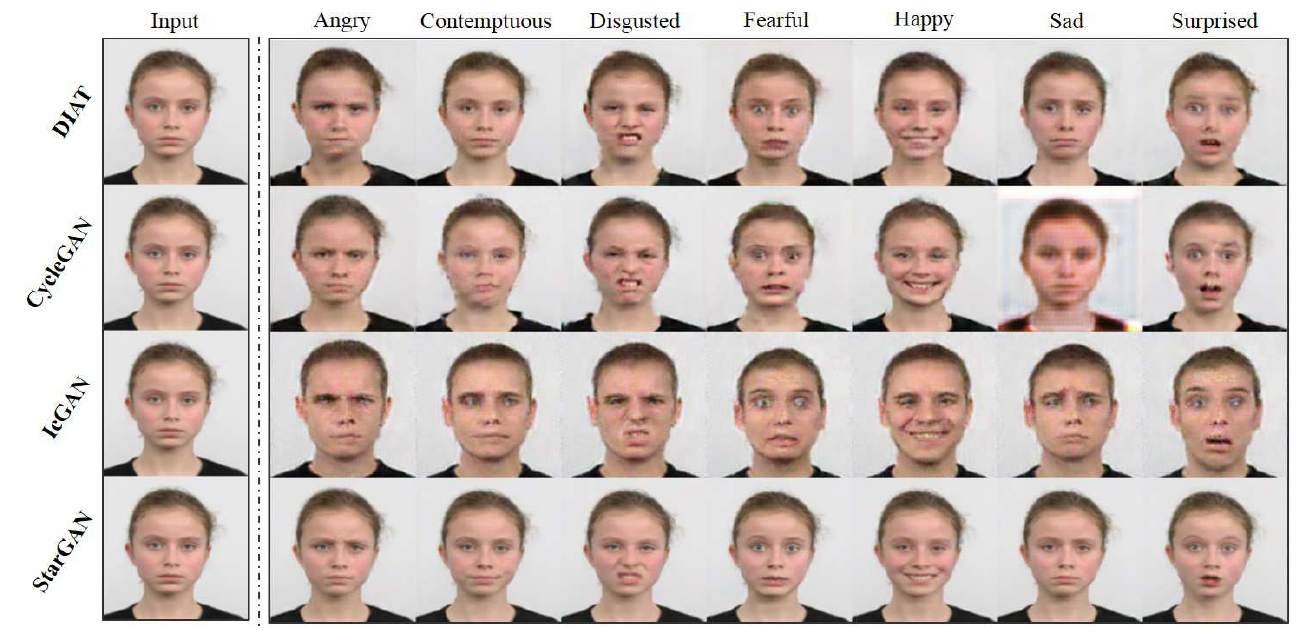 Input Angry Contemptuous Disgusted Fearful Happy Sad Surprised
DIAT
CycleGAN
IcGAN
StarGAN